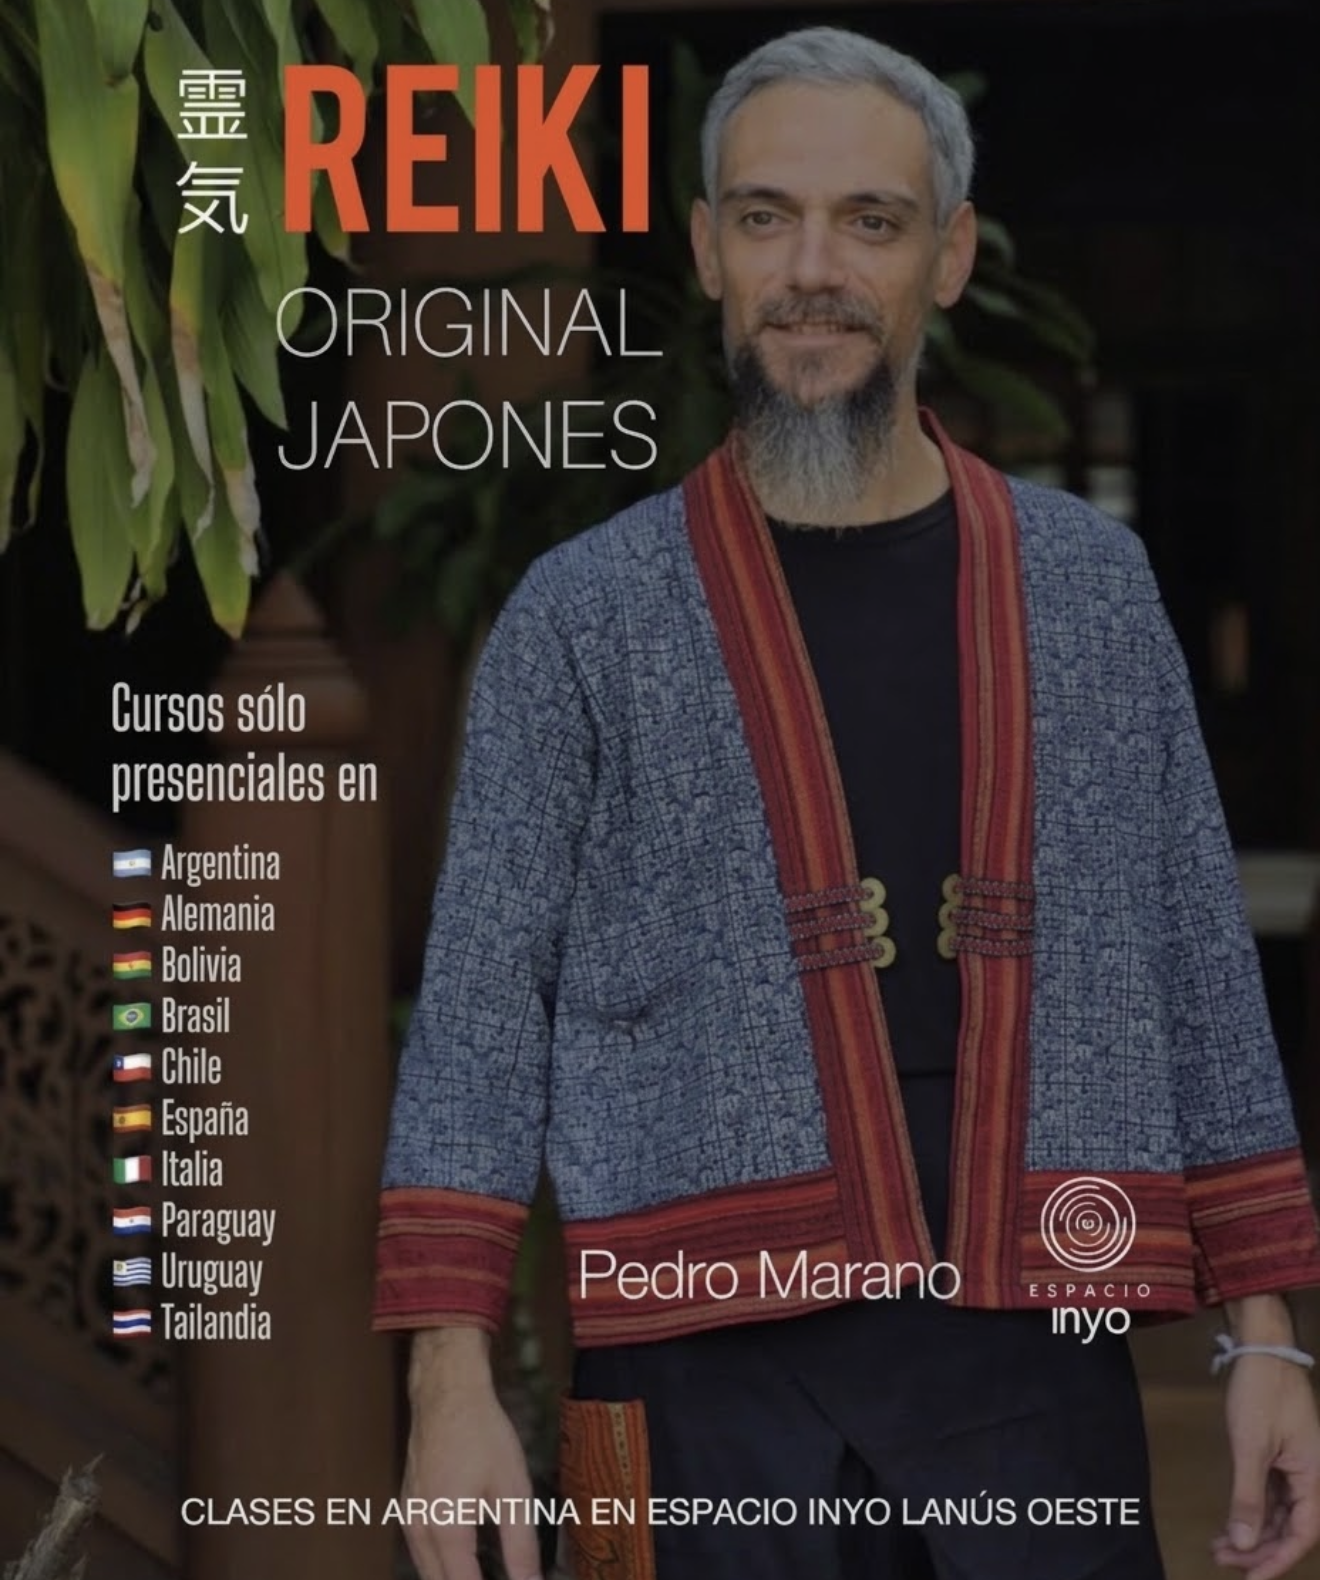 霊気
REIKI
ORIGINAL
JAPONES
Cursos sólo
presenciales en
Argentina
Alemania
Bolivia
Brasil
Chile
España
Italia
Paraguay
Uruguay
Tailandia
Pedro Marano
ESPACIO
inyo
CLASES EN ARGENTINA EN ESPACIO INYO LANÚS OESTE